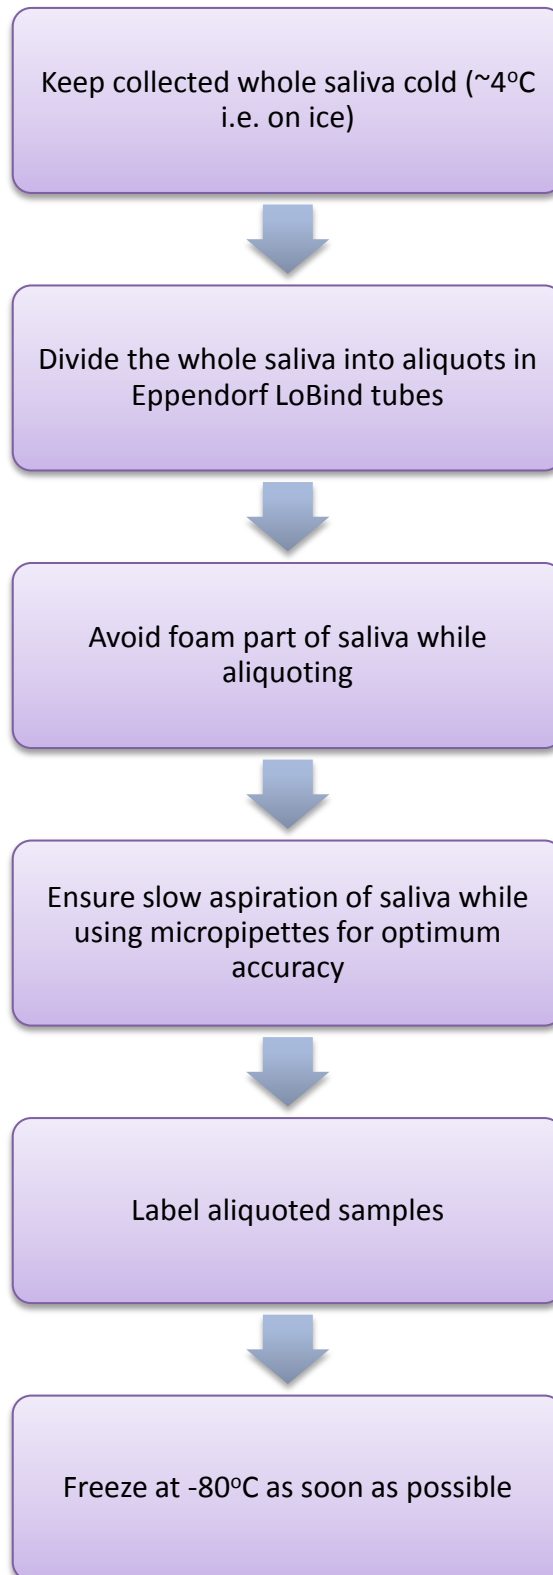 Keep collected whole saliva cold (~4°C
i.e. on ice)
Divide the whole saliva into aliquots in
Eppendorf LoBind tubes
Avoid foam part of saliva while
aliquoting
Ensure slow aspiration of saliva while
using micropipettes for optimum
accuracy
Label aliquoted samples
Freeze at -80°C as soon as possible